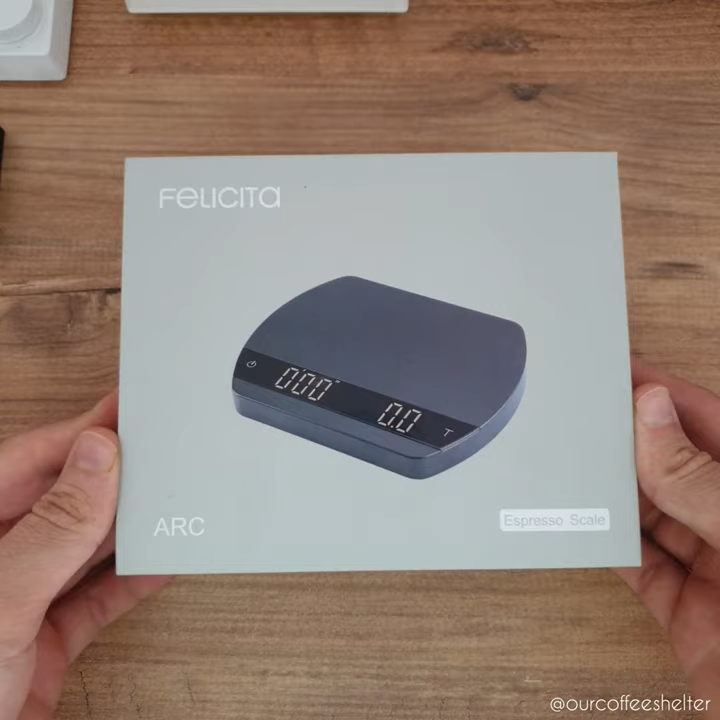 FELICITA
0:00
0.0
T
ARC
Espresso Scale
@ourcoffeeshelter